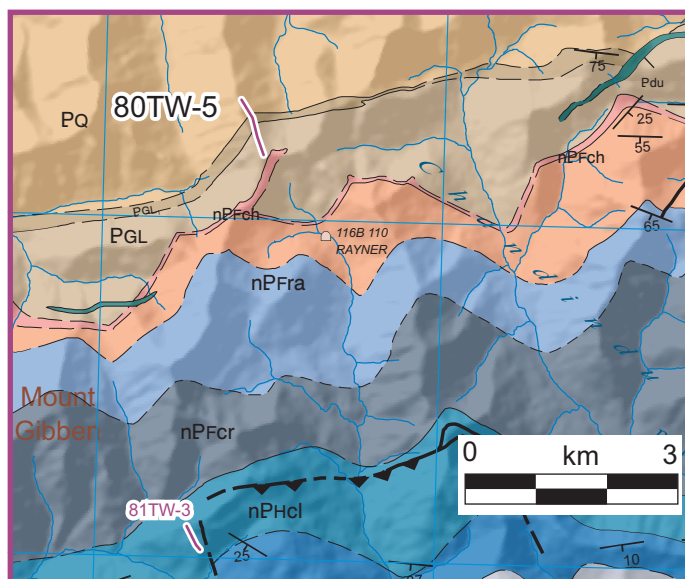 75
Pdu
PQ
80TW-5
25
55
nPFch
C h u n d i n d u
PGL
nPFch
PGL
116B 110
RAYNER
65
nPFra
Mount
Gibben
nPFcr
0 km 3
81TW-3
nPHcl
25
10